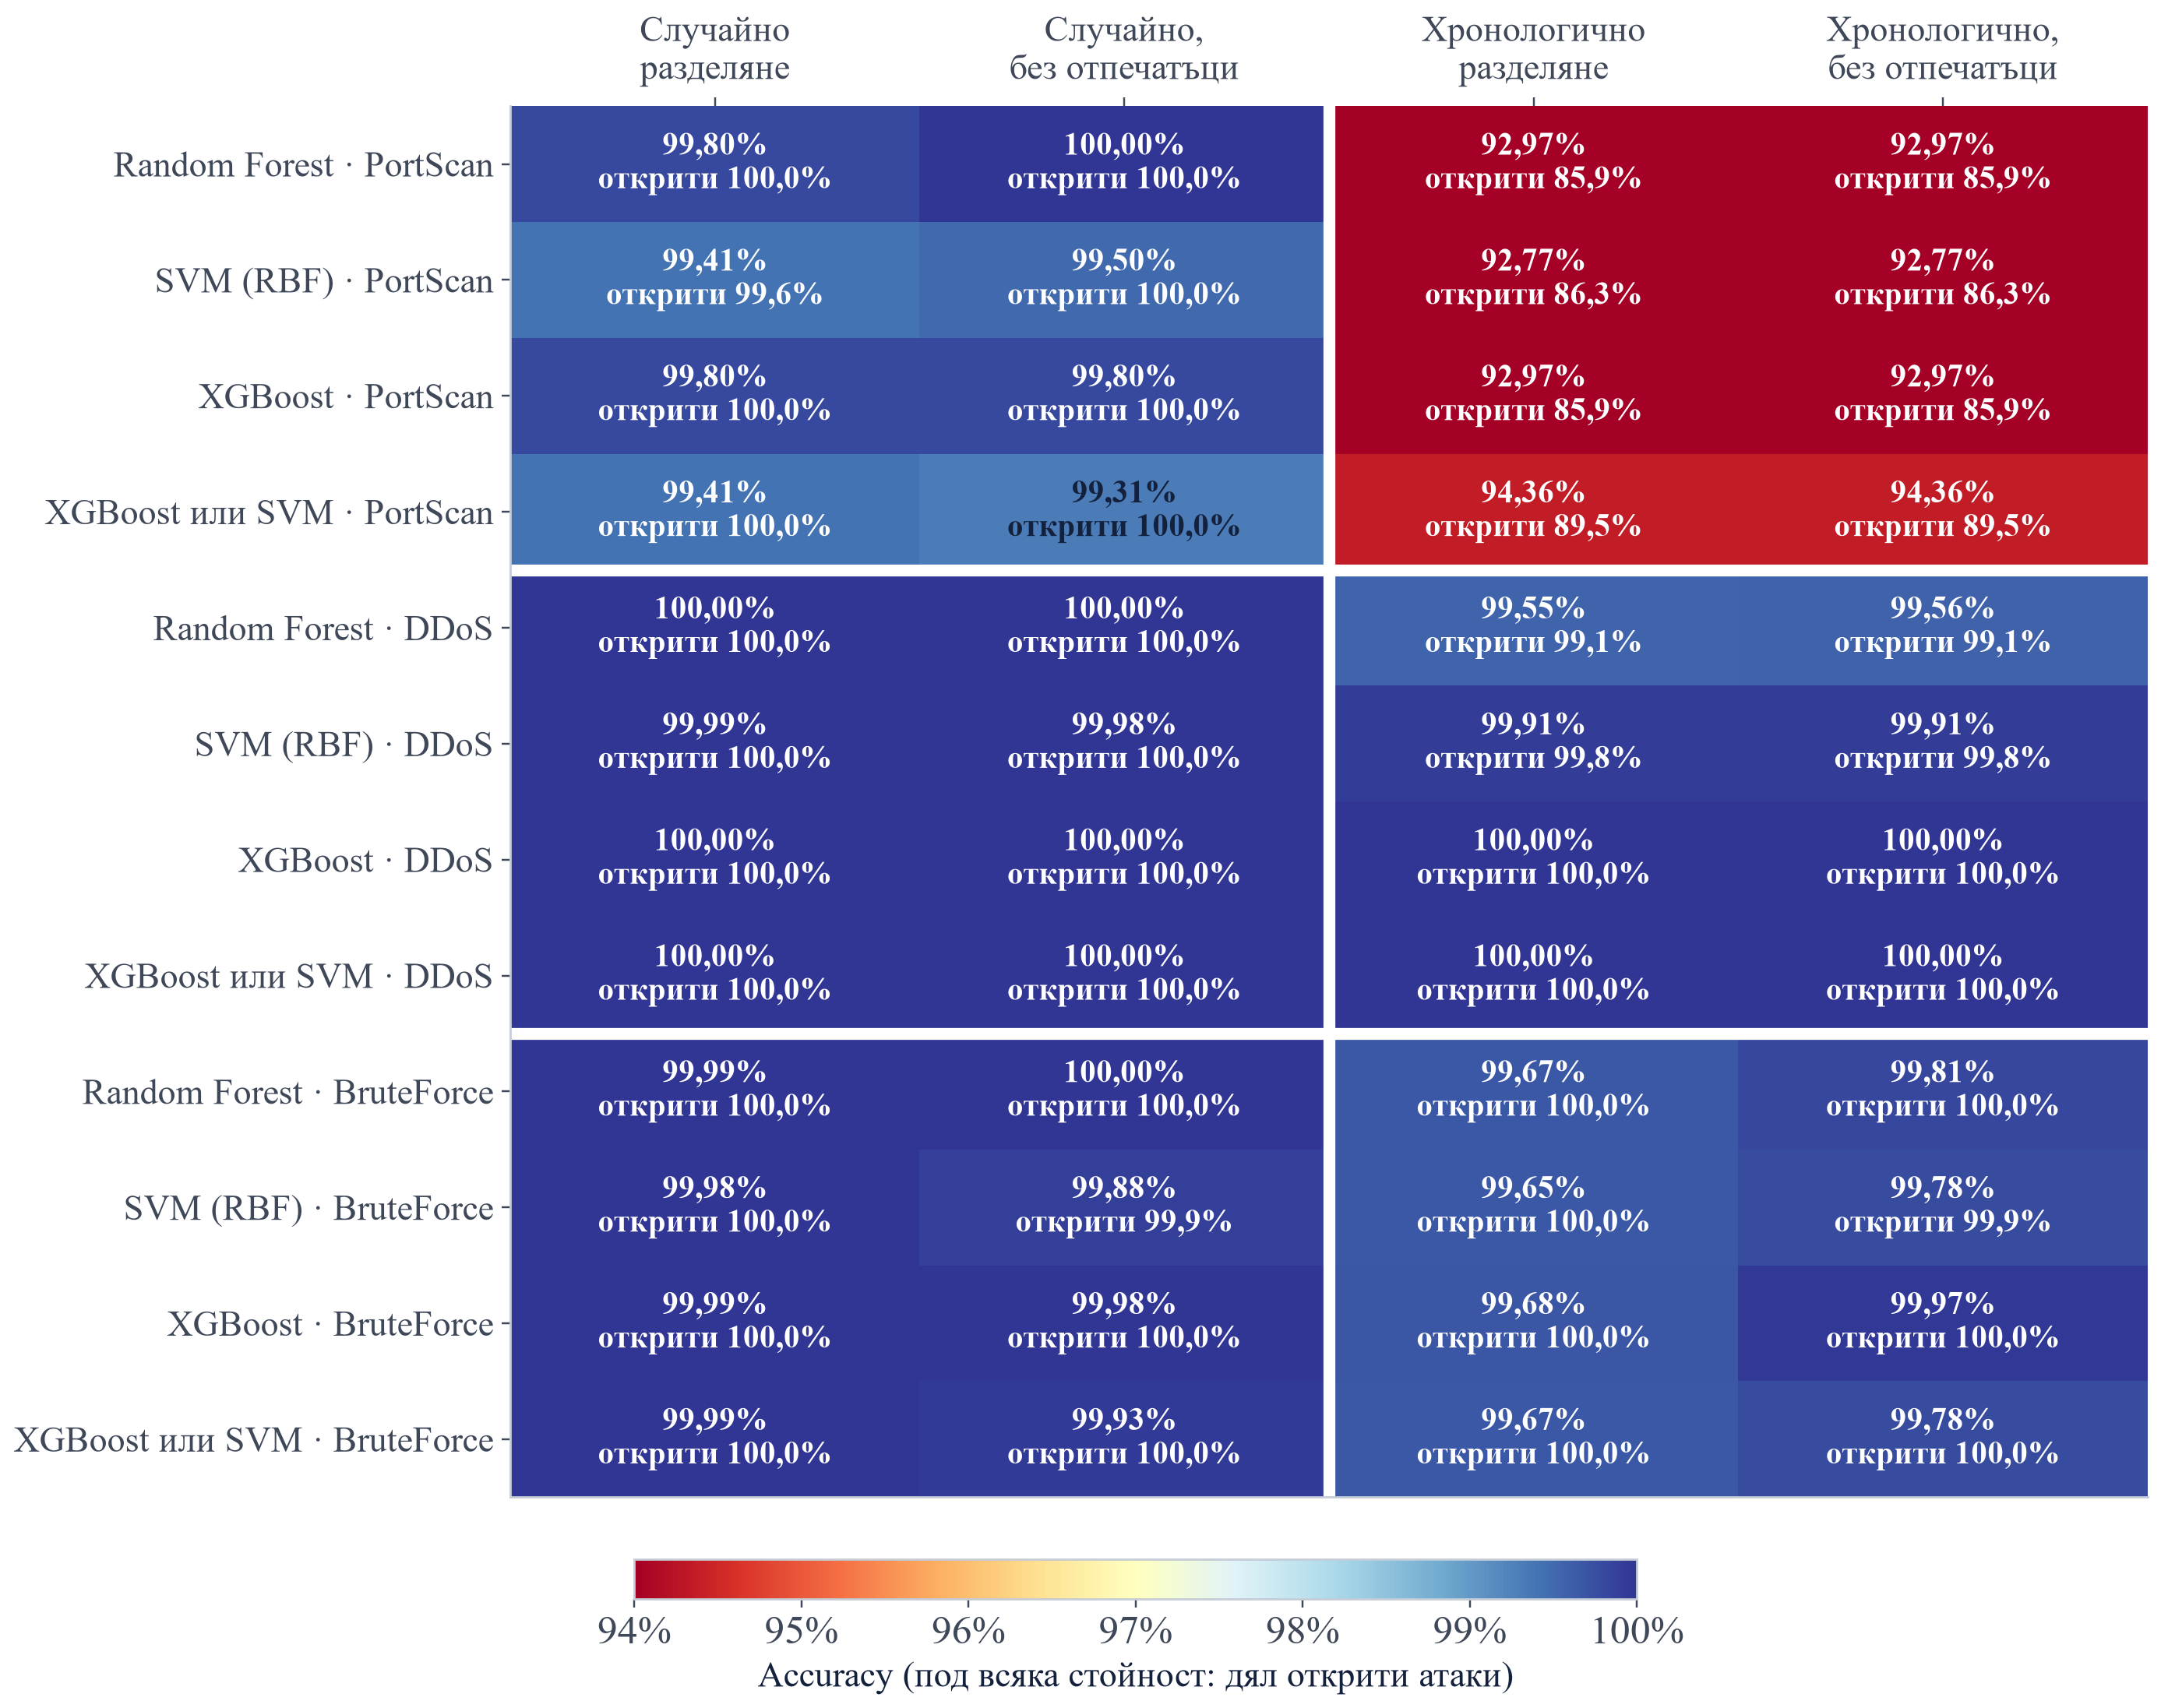 Случайно
разделяне
Случайно,
без отпечатъци
Хронологично
разделяне
Хронологично,
без отпечатъци
Random Forest · PortScan
99,80%
открити 100,0%
100,00%
открити 100,0%
92,97%
открити 85,9%
92,97%
открити 85,9%
SVM (RBF) · PortScan
99,41%
открити 99,6%
99,50%
открити 100,0%
92,77%
открити 86,3%
92,77%
открити 86,3%
XGBoost · PortScan
99,80%
открити 100,0%
99,80%
открити 100,0%
92,97%
открити 85,9%
92,97%
открити 85,9%
XGBoost или SVM · PortScan
99,41%
открити 100,0%
99,31%
открити 100,0%
94,36%
открити 89,5%
94,36%
открити 89,5%
Random Forest · DDoS
100,00%
открити 100,0%
100,00%
открити 100,0%
99,55%
открити 99,1%
99,56%
открити 99,1%
SVM (RBF) · DDoS
99,99%
открити 100,0%
99,98%
открити 100,0%
99,91%
открити 99,8%
99,91%
открити 99,8%
XGBoost · DDoS
100,00%
открити 100,0%
100,00%
открити 100,0%
100,00%
открити 100,0%
100,00%
открити 100,0%
XGBoost или SVM · DDoS
100,00%
открити 100,0%
100,00%
открити 100,0%
100,00%
открити 100,0%
100,00%
открити 100,0%
Random Forest · BruteForce
99,99%
открити 100,0%
100,00%
открити 100,0%
99,67%
открити 100,0%
99,81%
открити 100,0%
SVM (RBF) · BruteForce
99,98%
открити 100,0%
99,88%
открити 99,9%
99,65%
открити 100,0%
99,78%
открити 99,9%
XGBoost · BruteForce
99,99%
открити 100,0%
99,98%
открити 100,0%
99,68%
открити 100,0%
99,97%
открити 100,0%
XGBoost или SVM · BruteForce
99,99%
открити 100,0%
99,93%
открити 100,0%
99,67%
открити 100,0%
99,78%
открити 100,0%
94% 95% 96% 97% 98% 99% 100%
Accuracy (под всяка стойност: дял открити атаки)